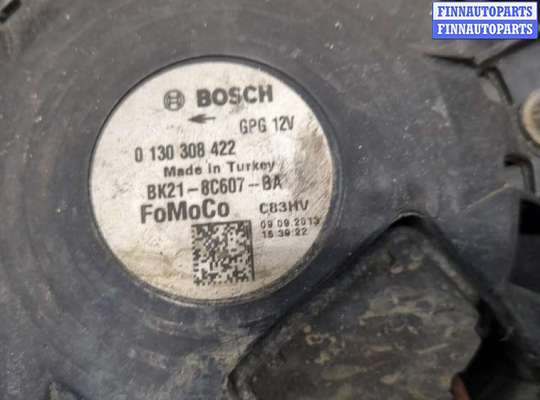 FINNAUTOPARTS
FINNAUTOPARTS
BOSCH
GPG 12V
0 130 308 422
Made in Turkey
BK21-8C607-BA
FoMoCo C83HV
09.09.2013
15:39:22